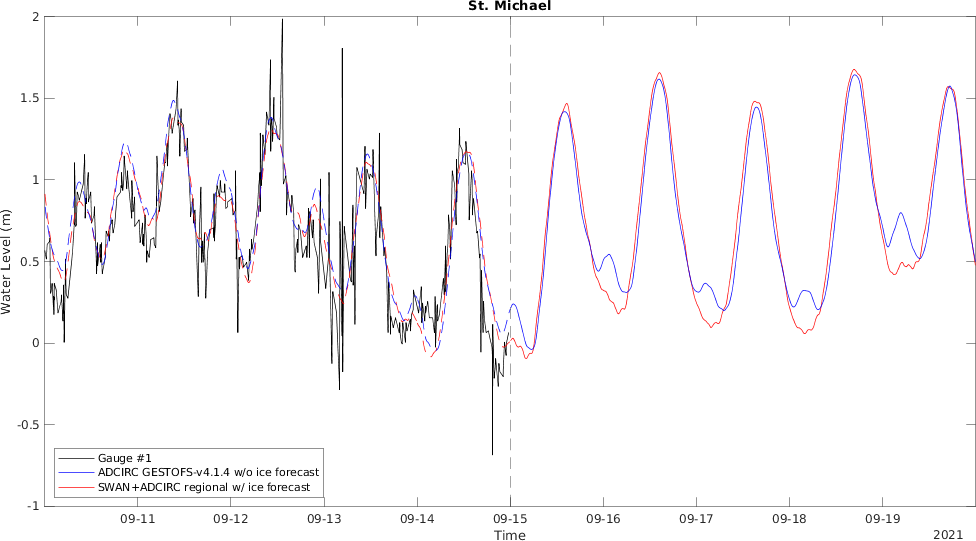 St. Michael
2
1.5
1
0.5
0
-0.5
-1
Water Level (m)
Gauge #1
ADCIRC GESTOFS-v4.1.4 w/o ice forecast
SWAN+ADCIRC regional w/ ice forecast
09-11 09-12 09-13 09-14 09-15 09-16 09-17 09-18 09-19
Time
2021